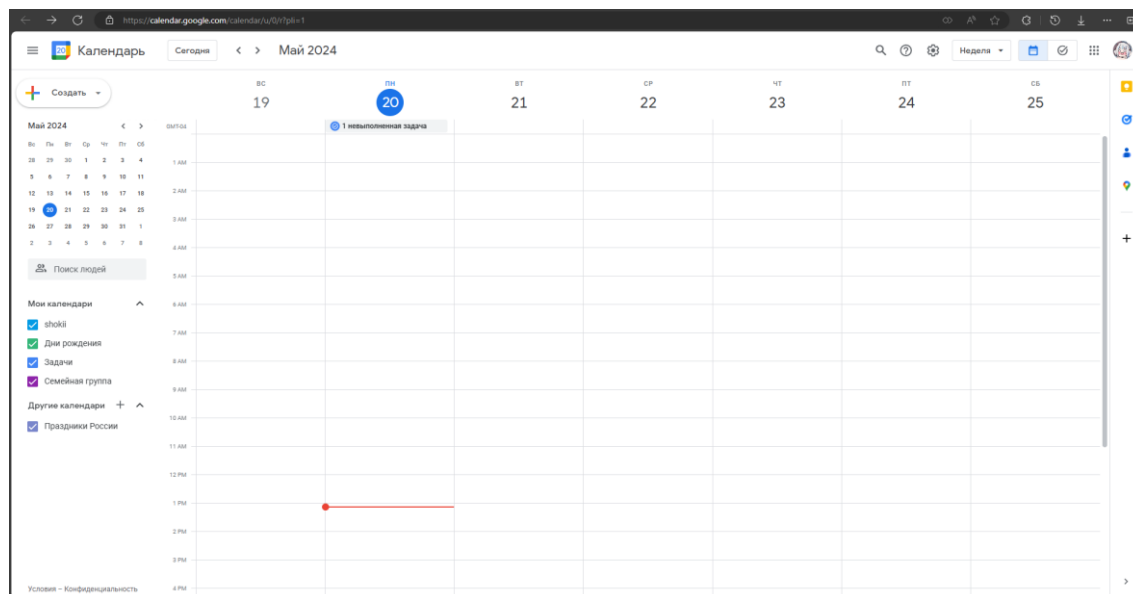 https://calendar.google.com/calendar/u/0/r?pli=1
20 Календарь Сегодня Май 2024 Неделя
Создать
ВС ПН ВТ СР ЧТ ПТ СБ
19 20 21 22 23 24 25
GMT+04 1 невыполненная задача
Май 2024
Вс Пн Вт Ср Чт Пт Сб
28 29 30 1 2 3 4
5 6 7 8 9 10 11
12 13 14 15 16 17 18
19 20 21 22 23 24 25
26 27 28 29 30 31 1
2 3 4 5 6 7 8
Поиск людей
Мои календари
shokii
Дни рождения
Задачи
Семейная группа
Другие календари
Праздники России
Условия – Конфиденциальность
1 AM
2 AM
3 AM
4 AM
5 AM
6 AM
7 AM
8 AM
9 AM
10 AM
11 AM
12 PM
1 PM
2 PM
3 PM
4 PM